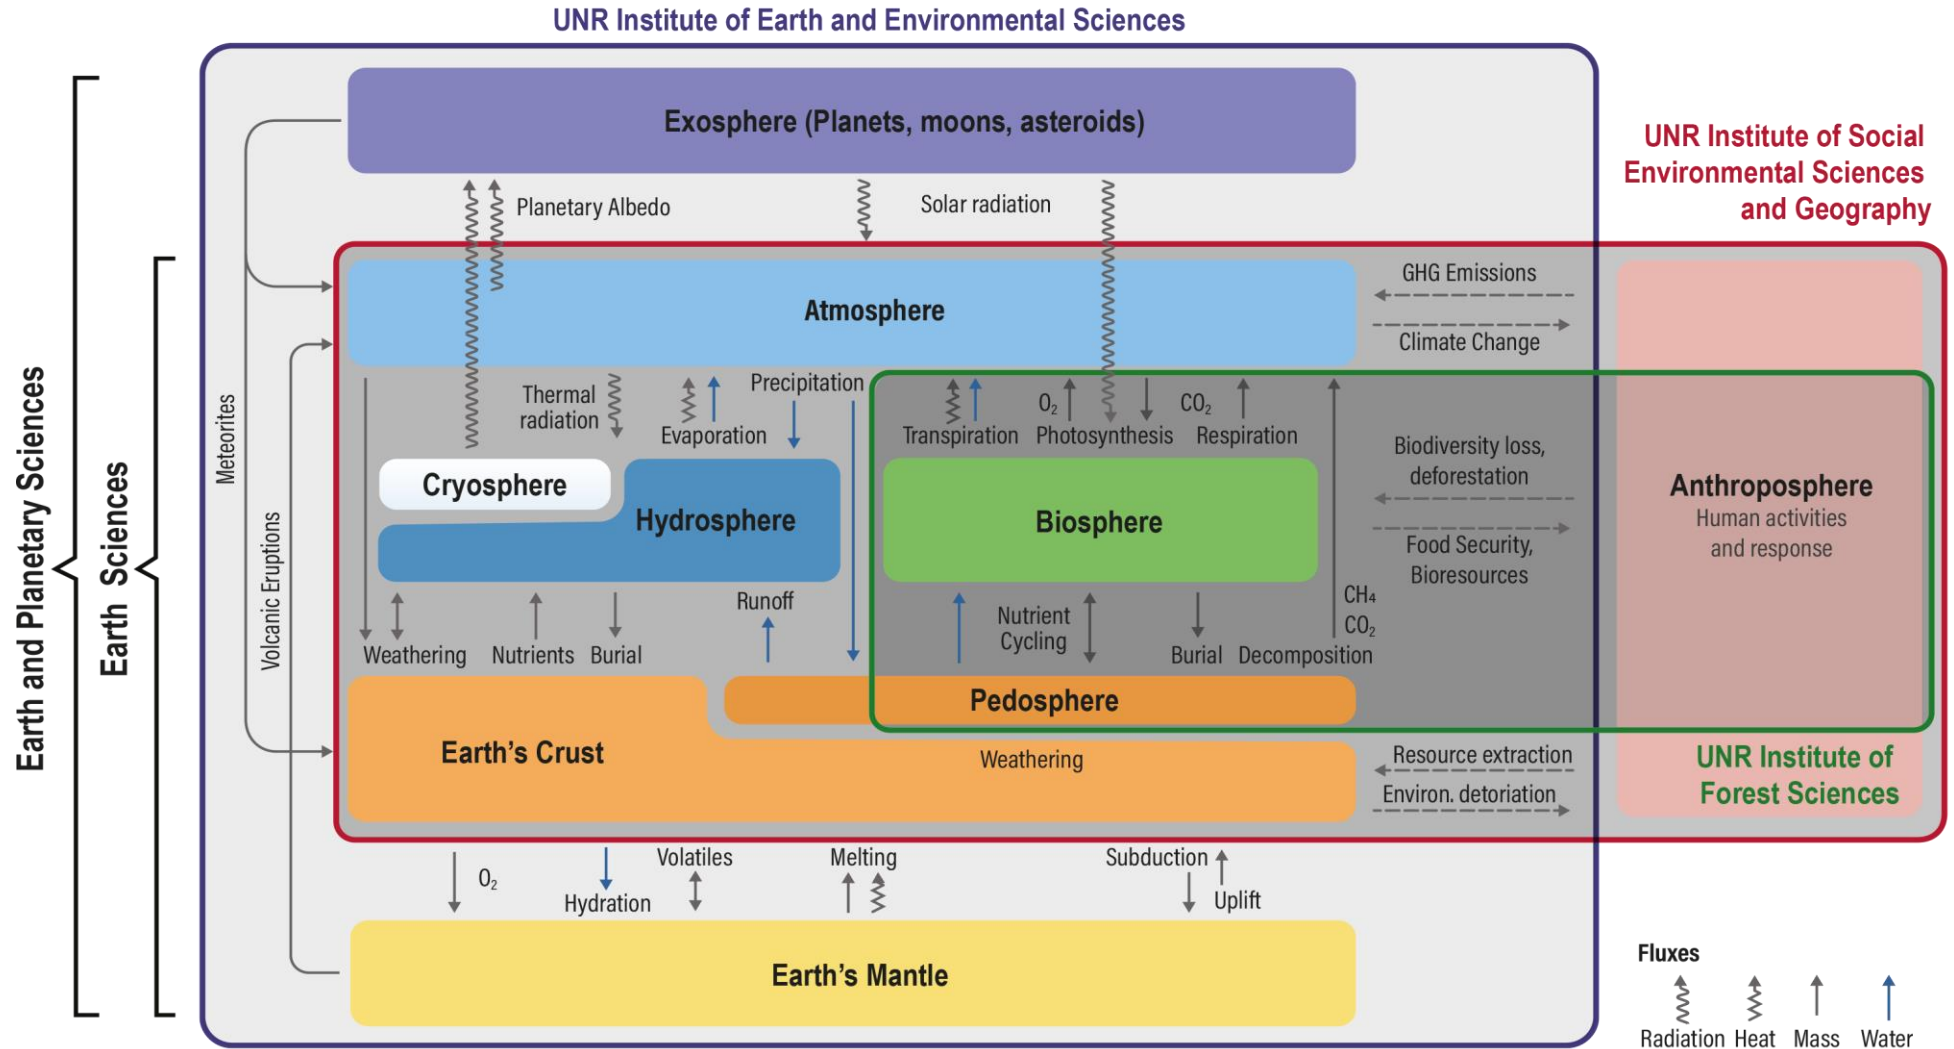 UNR Institute of Earth and Environmental Sciences
Exosphere (Planets, moons, asteroids)
UNR Institute of Social
Environmental Sciences
and Geography
Planetary Albedo
Solar radiation
Atmosphere
GHG Emissions
Climate Change
Earth and Planetary Sciences
Earth Sciences
Meteorites
Volcanic Eruptions
Thermal
radiation
Evaporation
Precipitation
Transpiration
O₂
Photosynthesis
CO₂
Respiration
Biodiversity loss,
deforestation
Cryosphere
Hydrosphere
Biosphere
Anthroposphere
Human activities
and response
Food Security,
Bioresources
Weathering
Nutrients
Burial
Runoff
Nutrient
Cycling
Burial
Decomposition
CH₄
CO₂
Pedosphere
Earth's Crust
Weathering
Resource extraction
Environ. detoriation
UNR Institute of
Forest Sciences
O₂
Hydration
Volatiles
Melting
Subduction
Uplift
Earth's Mantle
Fluxes
Radiation Heat Mass Water